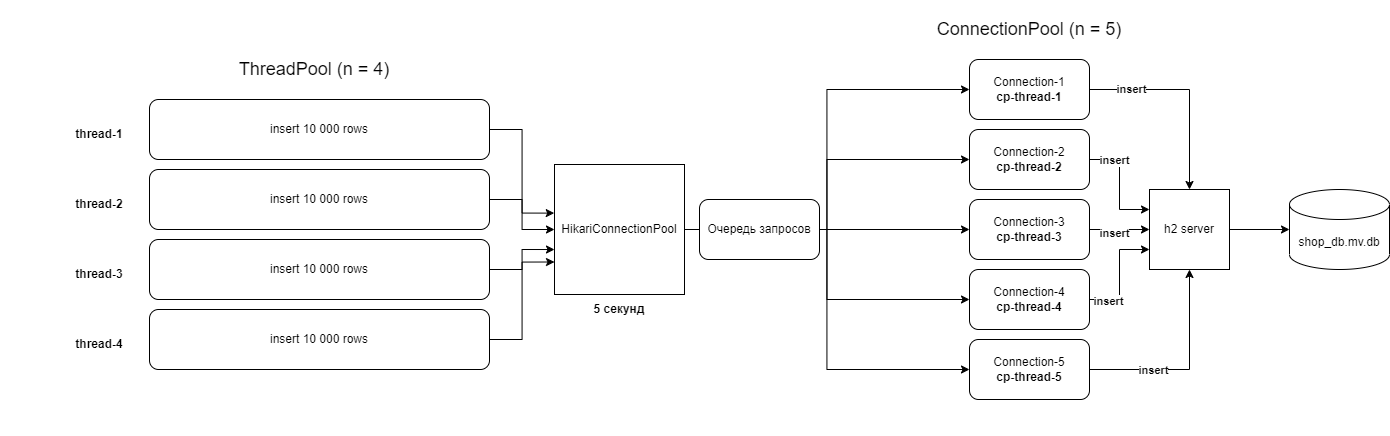 ConnectionPool (n = 5)
ThreadPool (n = 4)
thread-1
insert 10 000 rows
thread-2
insert 10 000 rows
thread-3
insert 10 000 rows
thread-4
insert 10 000 rows
HikariConnectionPool
5 секунд
Очередь запросов
Connection-1
cp-thread-1
insert
Connection-2
cp-thread-2
insert
Connection-3
cp-thread-3
insert
Connection-4
cp-thread-4
insert
Connection-5
cp-thread-5
insert
h2 server
shop_db.mv.db